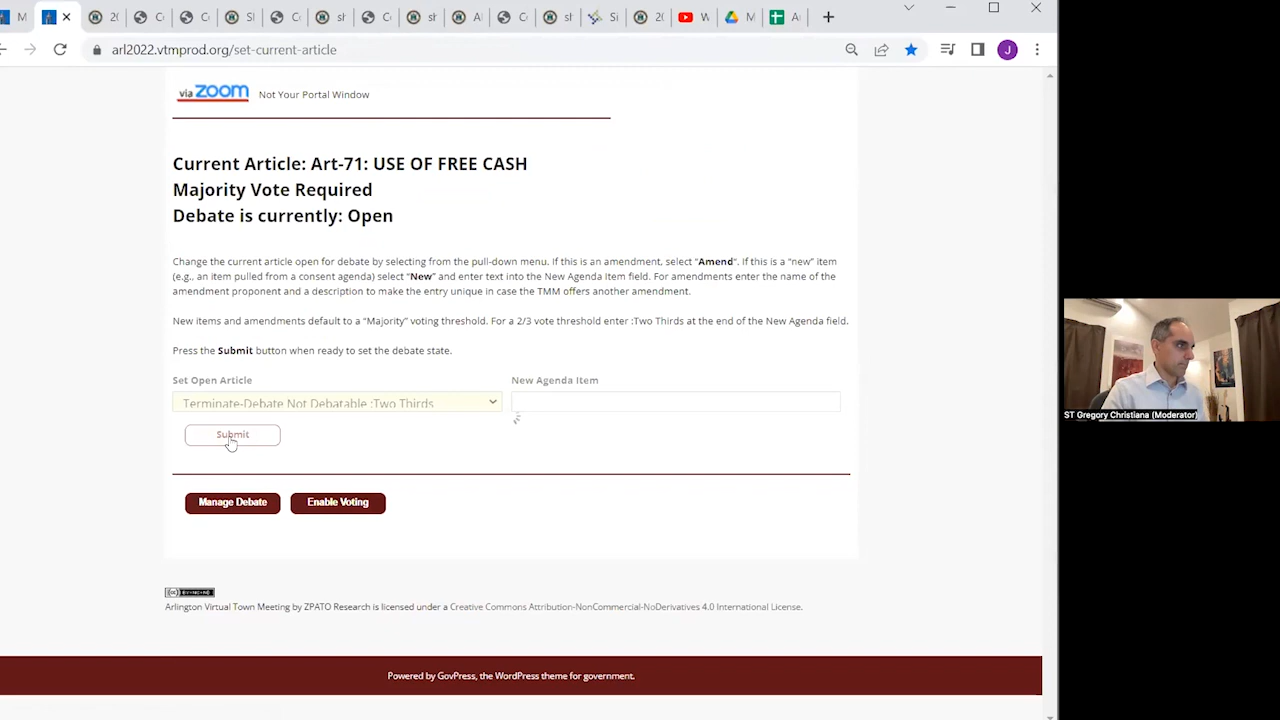 arl2022.vtmprod.org/set-current-article
J
via zoom Not Your Portal Window
Current Article: Art-71: USE OF FREE CASH
Majority Vote Required
Debate is currently: Open
Change the current article open for debate by selecting from the pull-down menu. If this is an amendment, select "Amend". If this is a "new" item
(e.g., an item pulled from a consent agenda) select "New" and enter text into the New Agenda Item field. For amendments enter the name of the
amendment proponent and a description to make the entry unique in case the TMM offers another amendment.
New items and amendments default to a "Majority" voting threshold. For a 2/3 vote threshold enter :Two Thirds at the end of the New Agenda field.
Press the Submit button when ready to set the debate state.
Set Open Article New Agenda Item
Terminate-Debate Not Debatable :Two Thirds
Submit
Manage Debate Enable Voting
Arlington Virtual Town Meeting by ZPATO Research is licensed under a Creative Commons Attribution-NonCommercial-NoDerivatives 4.0 International License.
Powered by GovPress, the WordPress theme for government.
ST Gregory Christiana (Moderator)